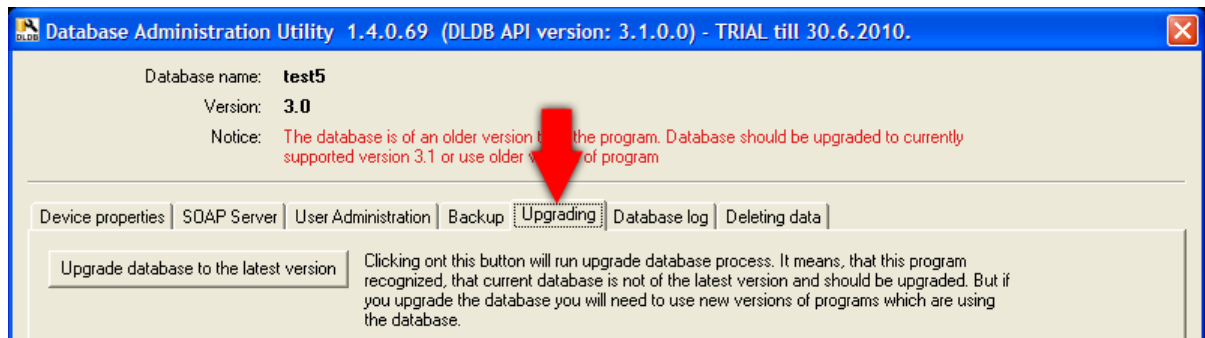 Database Administration Utility 1.4.0.69 (DLDB API version: 3.1.0.0) - TRIAL till 30.6.2010.
Database name: test5
Version: 3.0
Notice: The database is of an older version the program. Database should be upgraded to currently
supported version 3.1 or use older of program
Device properties SOAP Server User Administration Backup Upgrading Database log Deleting data
Upgrade database to the latest version
Clicking ont this button will run upgrade database process. It means, that this program
recognized, that current database is not of the latest version and should be upgraded. But if
you upgrade the database you will need to use new versions of programs which are using
the database.